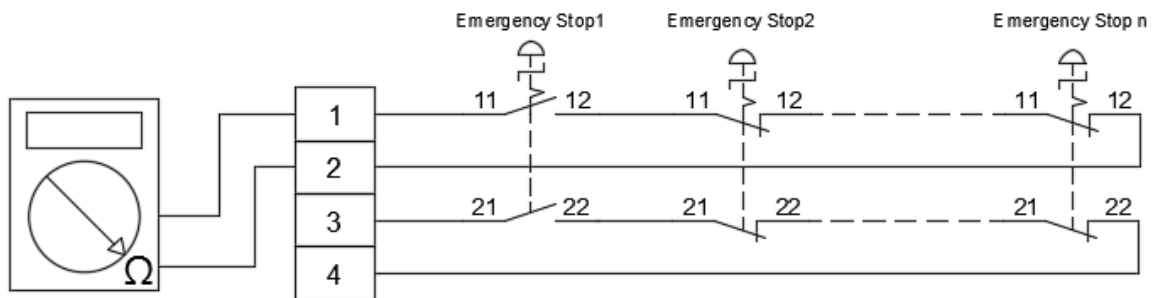 Emergency Stop1 Emergency Stop2 Emergency Stop n
1 11 12 11 12 11 12
2
3 21 22 21 22 21 22
4
Ω